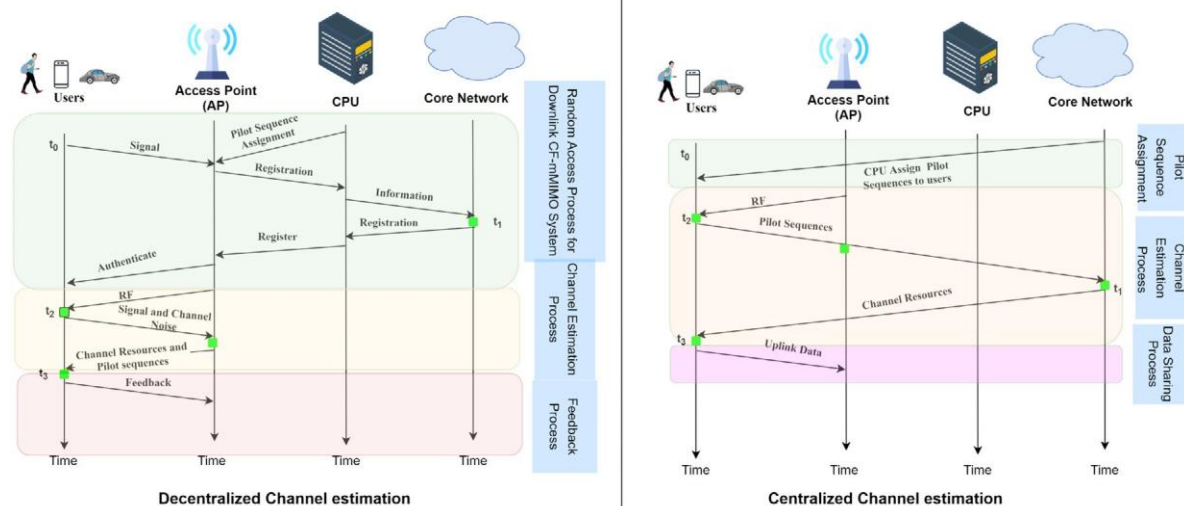 Users
Access Point
(AP)
CPU
Core Network
t0
Signal
Pilot Sequence
Assignment
Registration
Information
t1
Registration
Register
Authenticate
RF
t2
Signal and Channel
Noise
Channel Resources and
Pilot sequences
t3
Feedback
Time
Time
Time
Time
Random Access Process for
Downlink CF-mMIMO System
Channel Estimation
Process
Feedback
Process
Decentralized Channel estimation
Users
Access Point
(AP)
CPU
Core Network
t0
CPU Assign Pilot
Sequences to users
RF
t2
Pilot Sequences
t1
Channel Resources
t3
Uplink Data
Time
Time
Time
Time
Pilot
Sequence
Assignment
Channel
Estimation
Process
Data Sharing
Process
Centralized Channel estimation